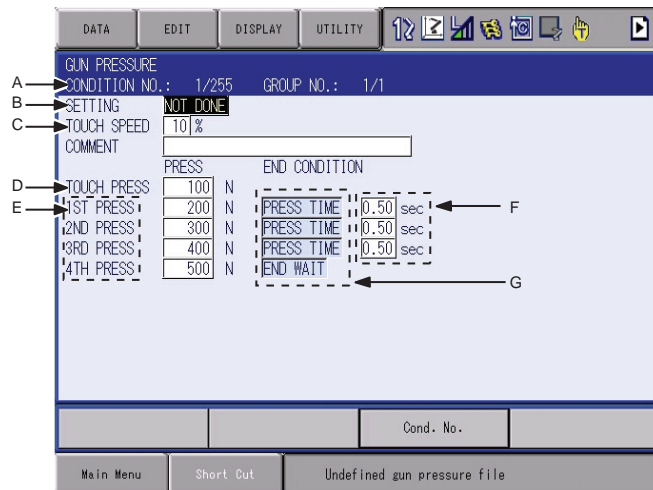 DATA EDIT DISPLAY UTILITY
GUN PRESSURE
A CONDITION NO.: 1/255 GROUP NO.: 1/1
B SETTING NOT DONE
C TOUCH SPEED 10 %
COMMENT
PRESS END CONDITION
D TOUCH PRESS 100 N
E 1ST PRESS 200 N PRESS TIME 0.50 sec F
2ND PRESS 300 N PRESS TIME 0.50 sec
3RD PRESS 400 N PRESS TIME 0.50 sec
4TH PRESS 500 N END WAIT G
Cond. No.
Main Menu Short Cut Undefined gun pressure file